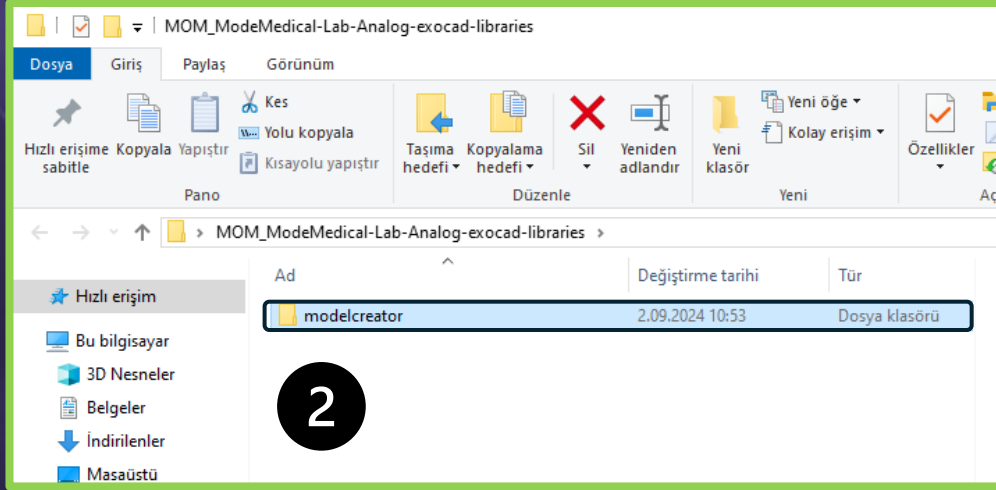 MOM_ModeMedical-Lab-Analog-exocad-libraries
Dosya Giriş Paylaş Görünüm
Hızlı erişime sabitle
Kopyala
Yapıştır
Kes
Yolu kopyala
Kısayolu yapıştır
Pano
Taşıma hedefi
Kopyalama hedefi
Sil
Yeniden adlandır
Düzenle
Yeni klasör
Yeni öğe
Kolay erişim
Yeni
Özellikler
MOM_ModeMedical-Lab-Analog-exocad-libraries
Ad Değiştirme tarihi Tür
modelcreator 2.09.2024 10:53 Dosya klasörü
Hızlı erişim
Bu bilgisayar
3D Nesneler
Belgeler
İndirilenler
Masaüstü
2